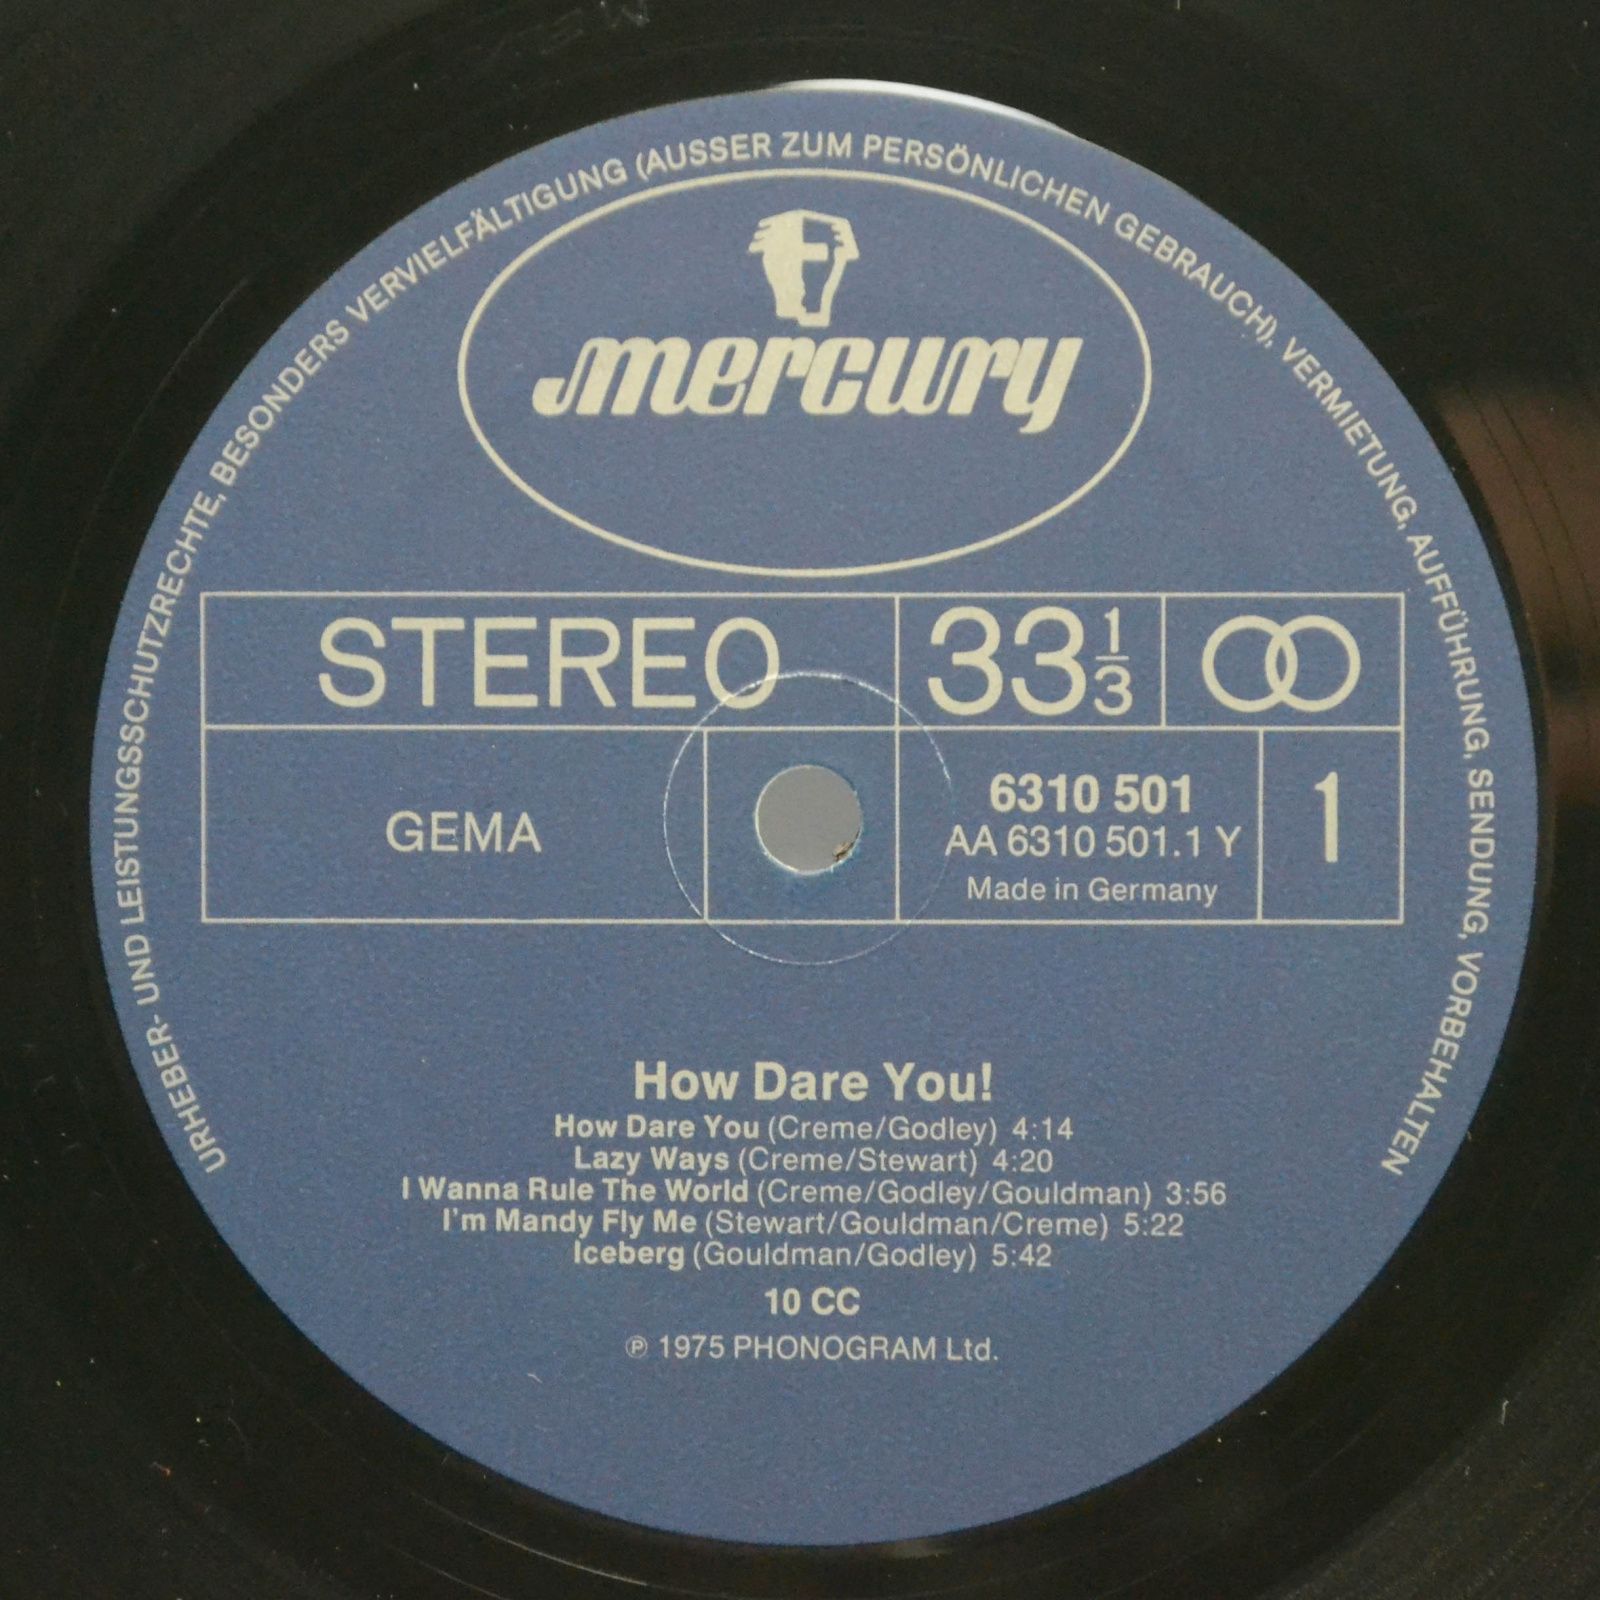 URHEBER- UND LEISTUNGSSCHUTZRECHTE, BESONDERS VERVIELFÄLTIGUNG (AUSSER ZUM PERSÖNLICHEN GEBRAUCH), VERMIETUNG, AUFFÜHRUNG, SENDUNG, VORBEHALTEN
mercury
STEREO 33 1/3
GEMA
6310 501
AA 6310 501.1 Y
Made in Germany
1
How Dare You!
How Dare You (Creme/Godley) 4:14
Lazy Ways (Creme/Stewart) 4:20
I Wanna Rule The World (Creme/Godley/Gouldman) 3:56
I'm Mandy Fly Me (Stewart/Gouldman/Creme) 5:22
Iceberg (Gouldman/Godley) 5:42
10 CC
℗ 1975 PHONOGRAM Ltd.